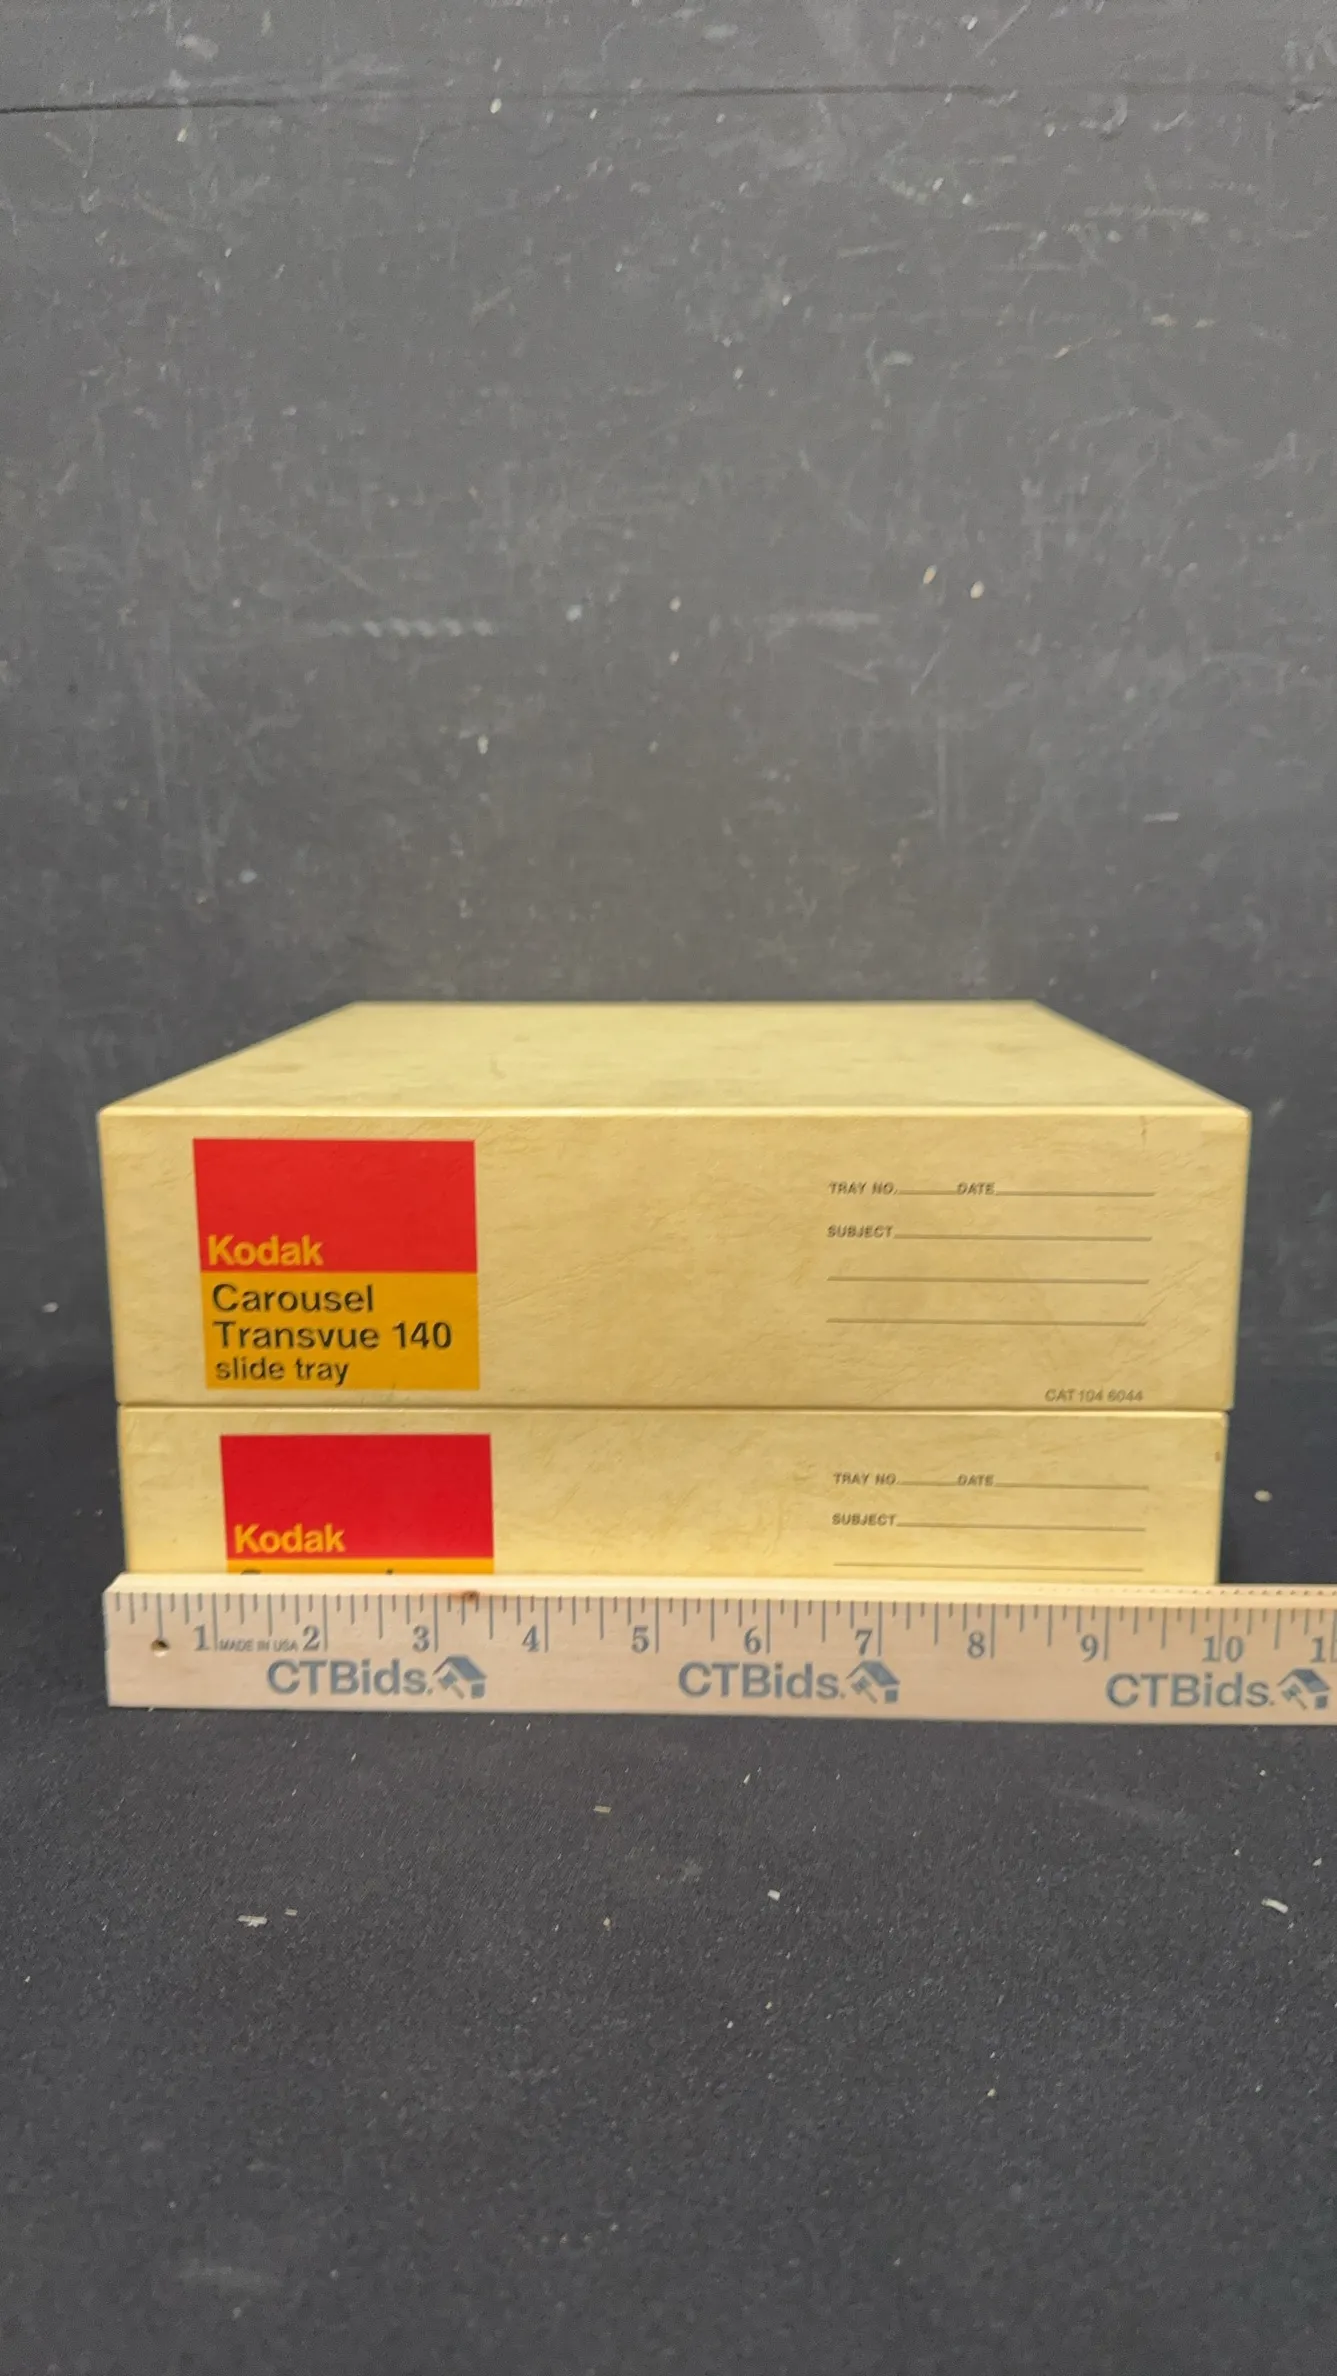 Kodak
Carousel
Transvue 140
slide tray
TRAY NO. DATE
SUBJECT
CAT 104 6044
Kodak
TRAY NO. DATE
SUBJECT
1 MADE IN USA 2 3 4 5 6 7 8 9 10
CTBids. CTBids. CTBids.